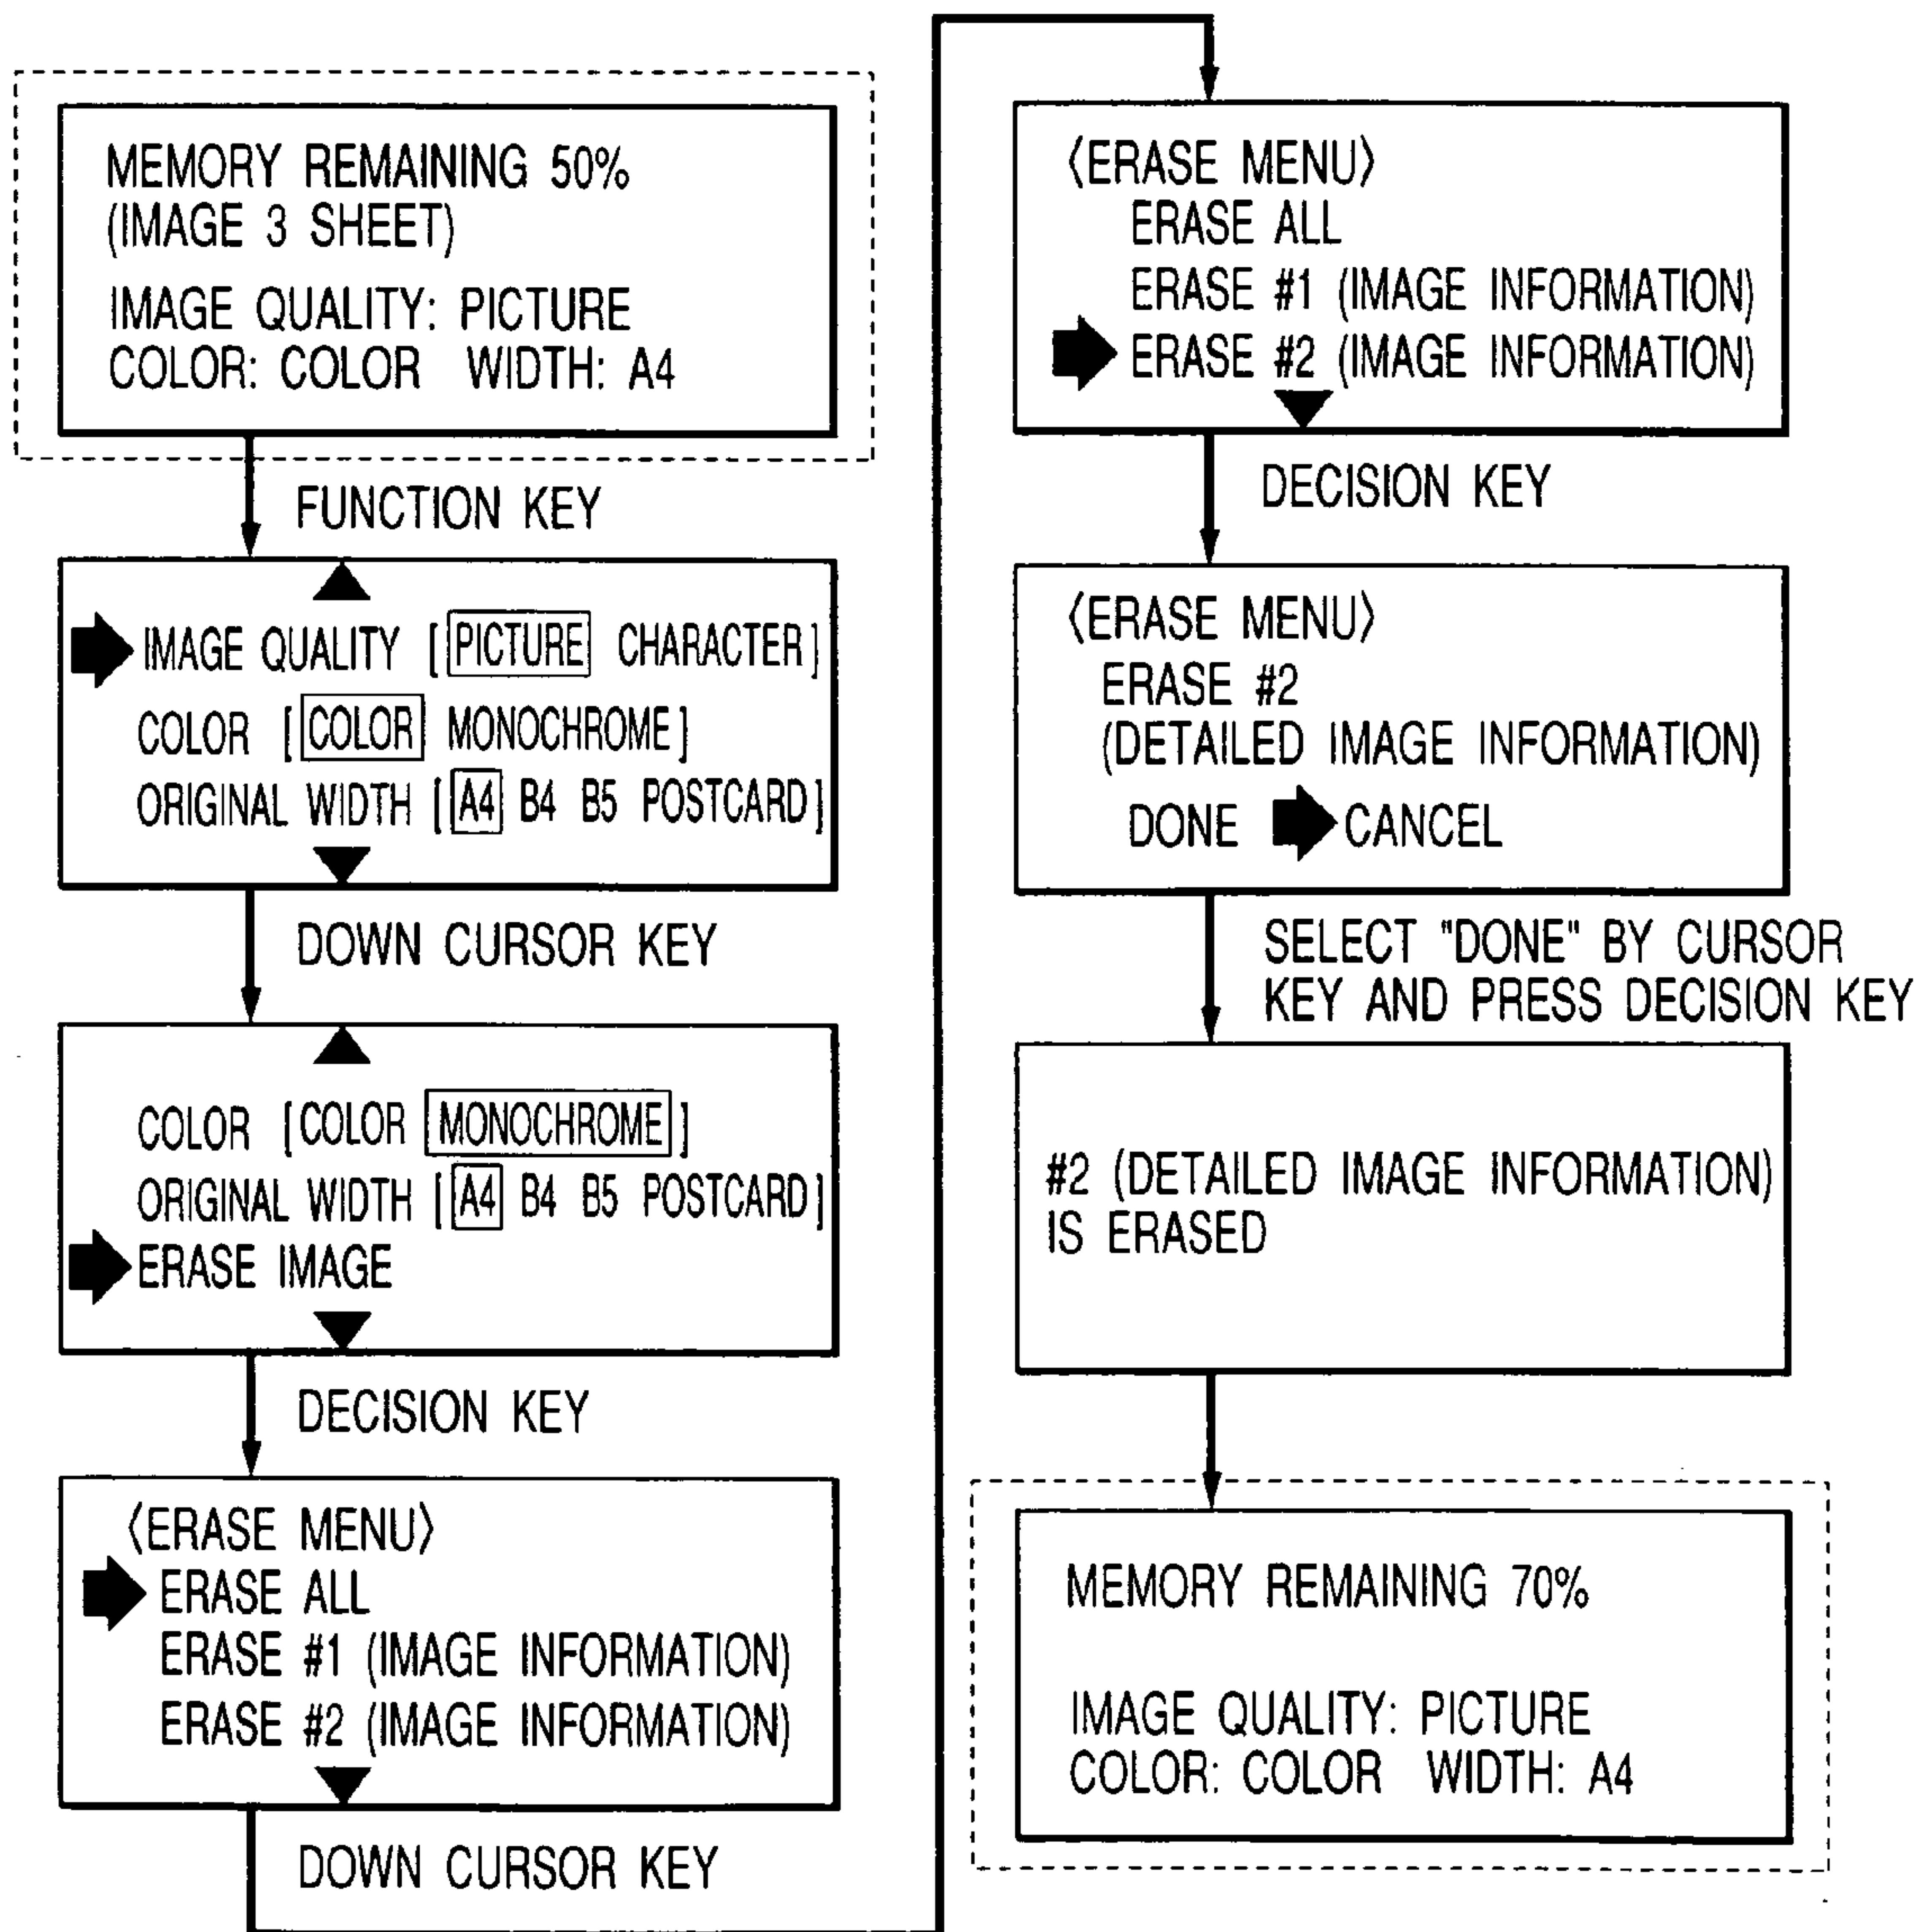 MEMORY REMAINING 50%
(IMAGE 3 SHEET)
IMAGE QUALITY: PICTURE
COLOR: COLOR WIDTH: A4
FUNCTION KEY
IMAGE QUALITY [PICTURE CHARACTER]
COLOR [COLOR MONOCHROME]
ORIGINAL WIDTH [A4 B4 B5 POSTCARD]
DOWN CURSOR KEY
COLOR [COLOR MONOCHROME]
ORIGINAL WIDTH [A4 B4 B5 POSTCARD]
ERASE IMAGE
DECISION KEY
〈ERASE MENU〉
ERASE ALL
ERASE #1 (IMAGE INFORMATION)
ERASE #2 (IMAGE INFORMATION)
DOWN CURSOR KEY
〈ERASE MENU〉
ERASE ALL
ERASE #1 (IMAGE INFORMATION)
ERASE #2 (IMAGE INFORMATION)
DECISION KEY
〈ERASE MENU〉
ERASE #2
(DETAILED IMAGE INFORMATION)
DONE CANCEL
SELECT "DONE" BY CURSOR
KEY AND PRESS DECISION KEY
#2 (DETAILED IMAGE INFORMATION)
IS ERASED
MEMORY REMAINING 70%
IMAGE QUALITY: PICTURE
COLOR: COLOR WIDTH: A4